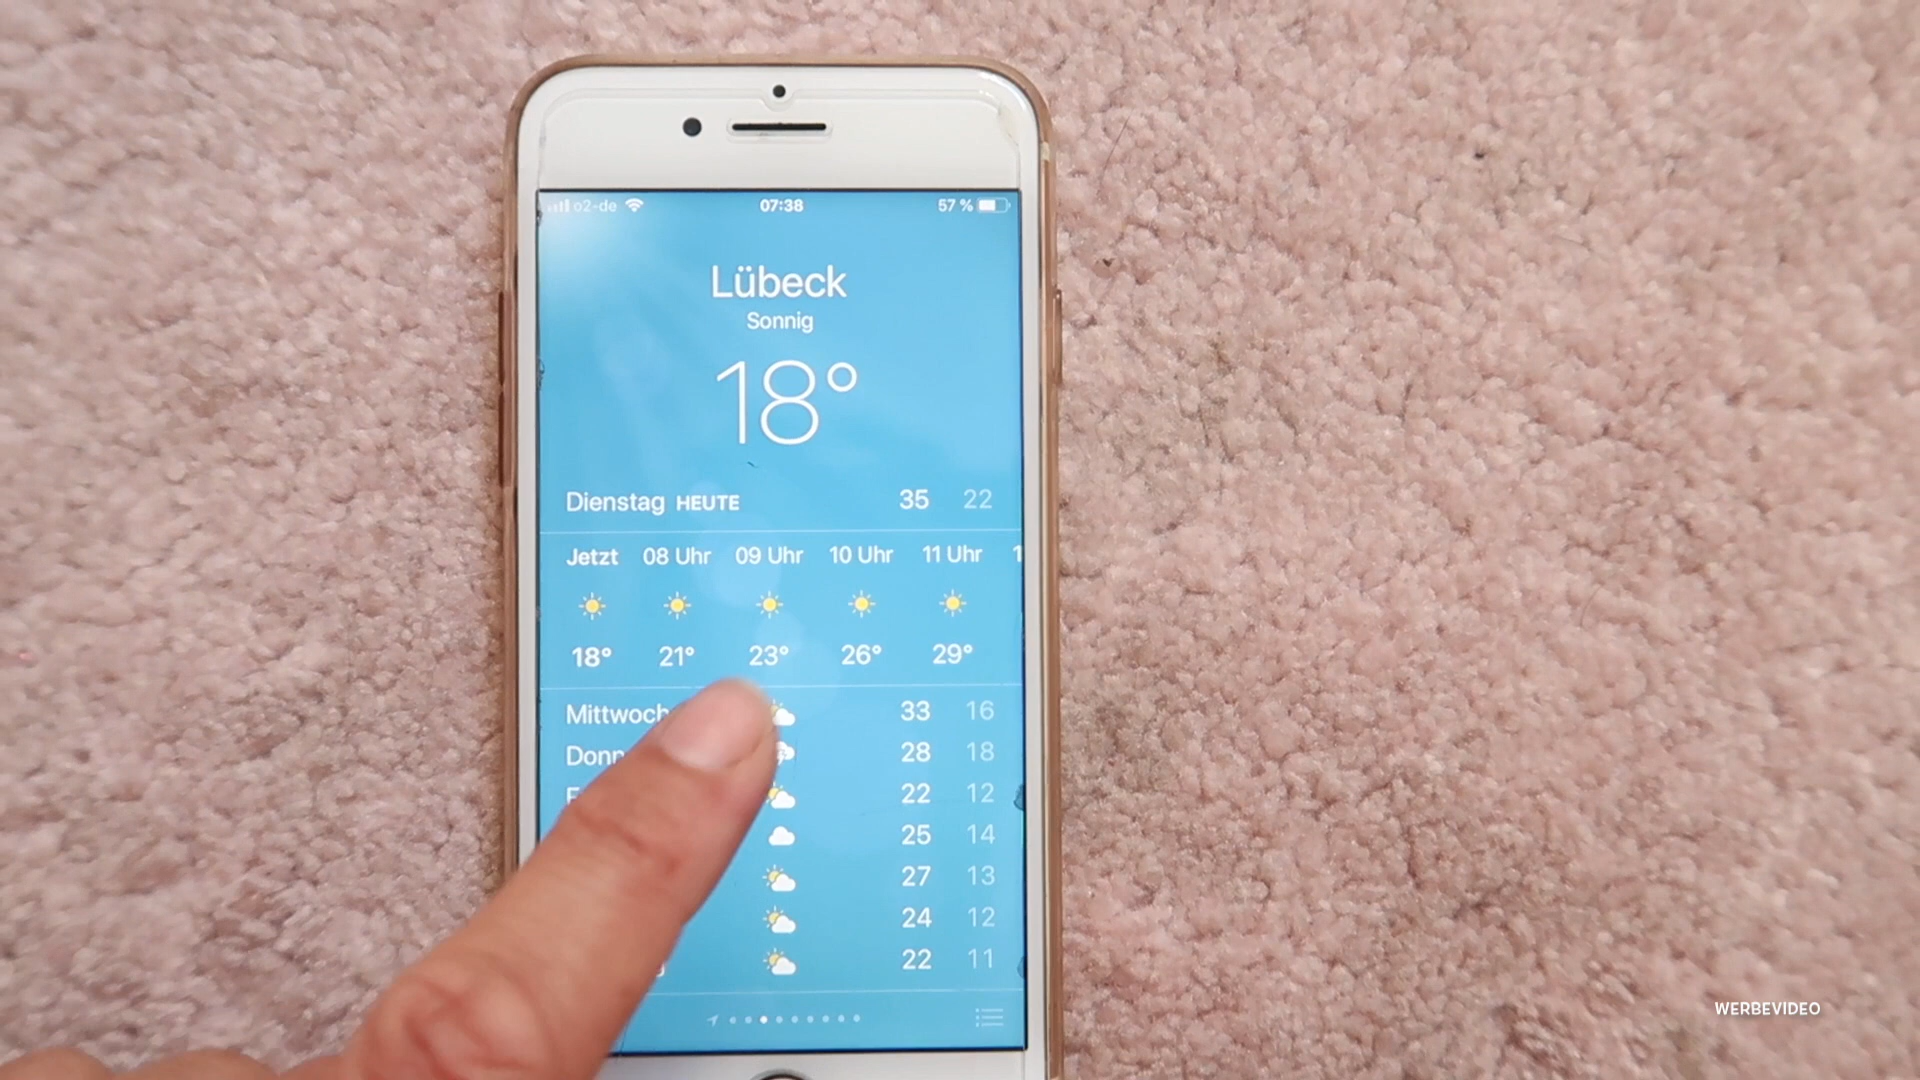 o2-de 07:38 57 %
Lübeck
Sonnig
18°
Dienstag HEUTE 35 22
Jetzt 08 Uhr 09 Uhr 10 Uhr 11 Uhr
18° 21° 23° 26° 29°
Mittwoch 33 16
28 18
22 12
25 14
27 13
24 12
22 11
WERBEVIDEO